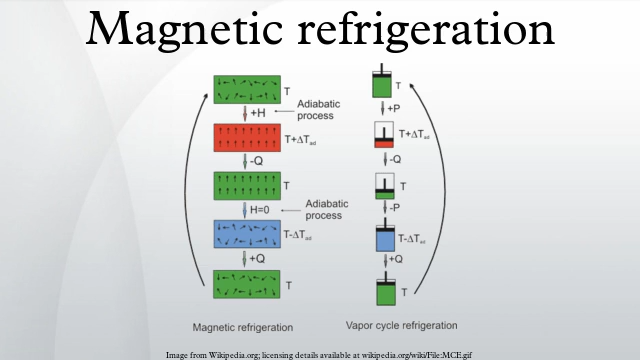 Magnetic refrigeration
T
+H
Adiabatic
process
T+ΔTad
-Q
T
H=0
Adiabatic
process
T-ΔTad
+Q
T
Magnetic refrigeration
T
+P
T+ΔTad
-Q
T
-P
T-ΔTad
+Q
T
Vapor cycle refrigeration
Image from Wikipedia.org; licensing details available at wikipedia.org/wiki/File:MCE.gif